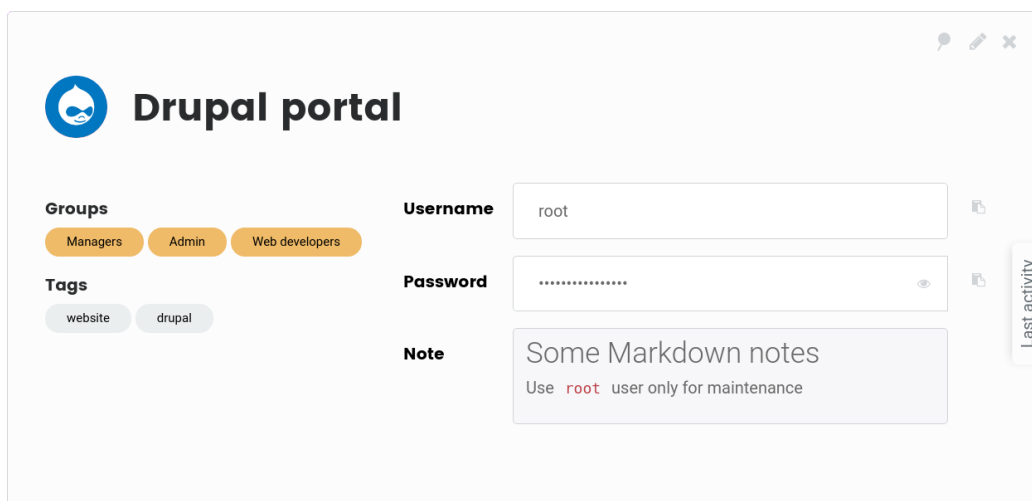 Drupal portal
Groups
Managers Admin Web developers
Tags
website drupal
Username root
Password ••••••••••••••••
Note
Some Markdown notes
Use root user only for maintenance
Last activity